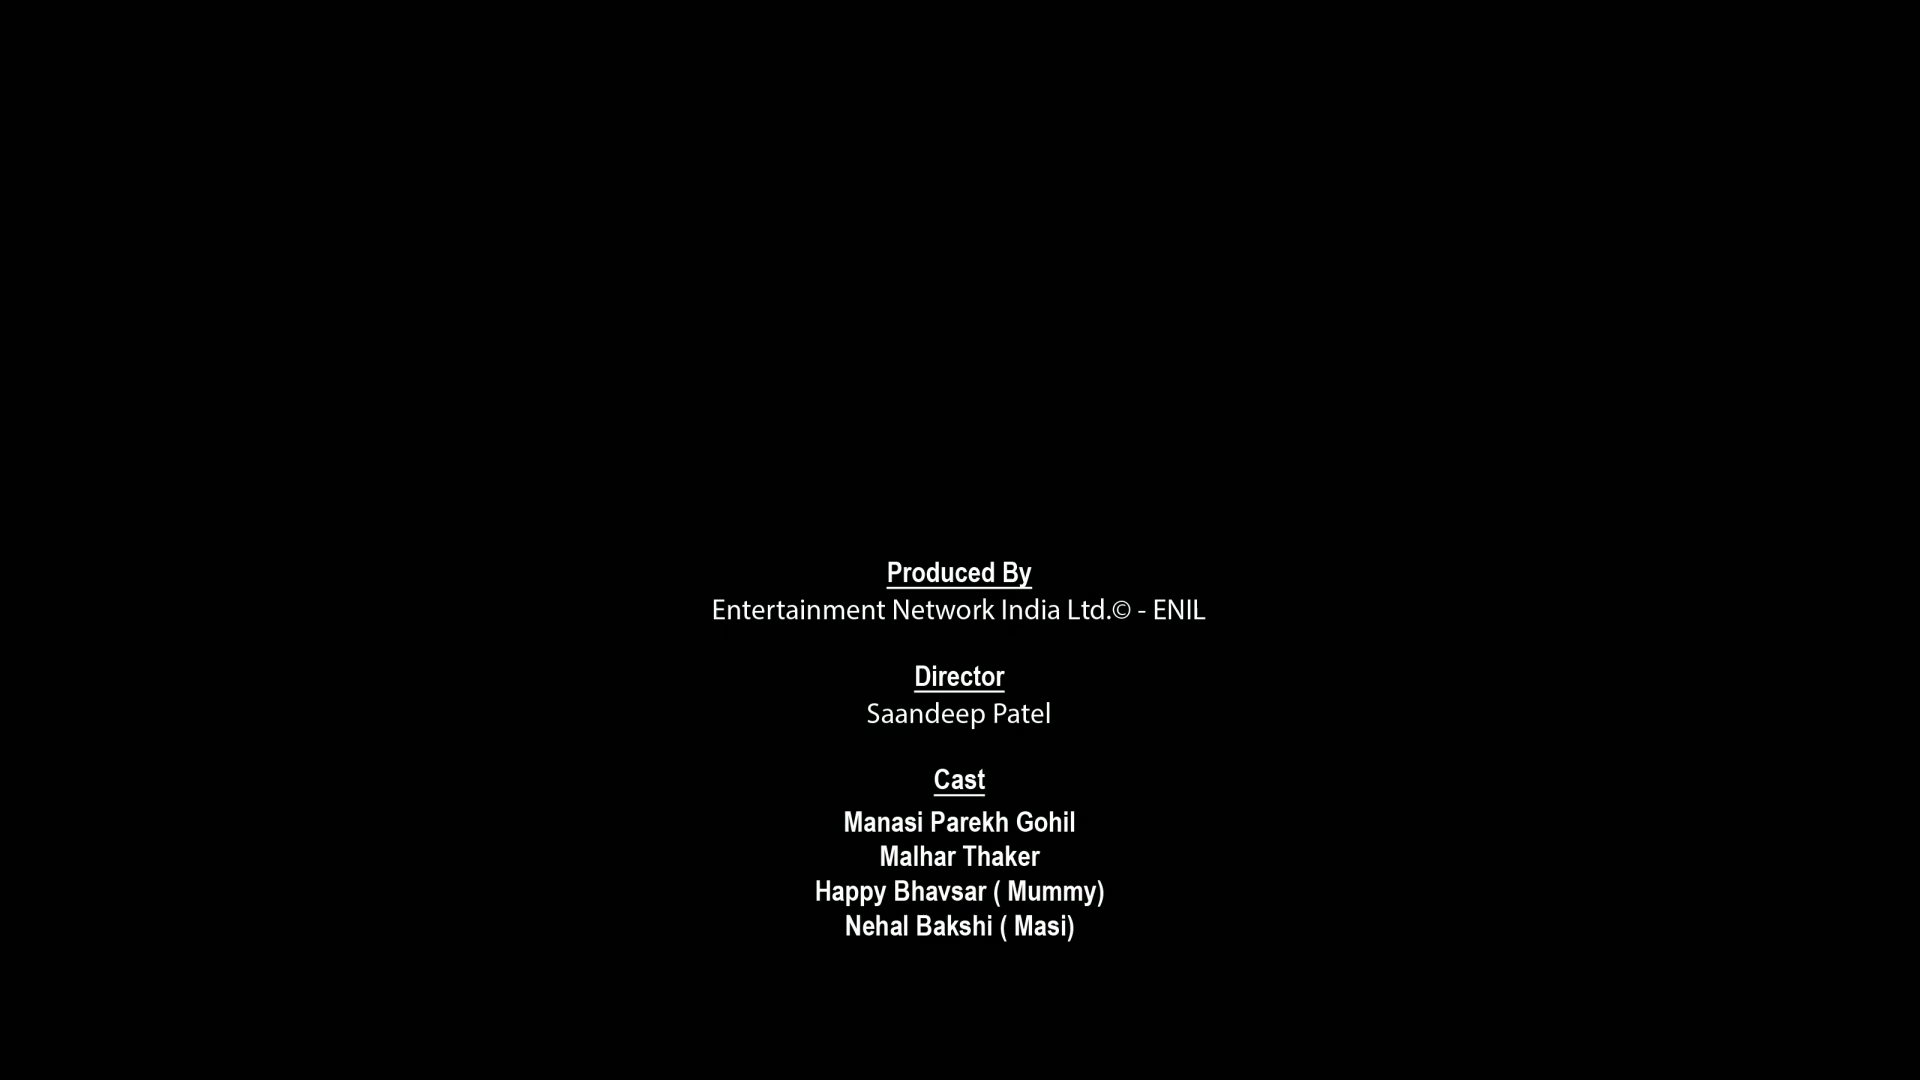 Produced By
Entertainment Network India Ltd.© - ENIL
Director
Saandeep Patel
Cast
Manasi Parekh Gohil
Malhar Thaker
Happy Bhavsar ( Mummy)
Nehal Bakshi ( Masi)